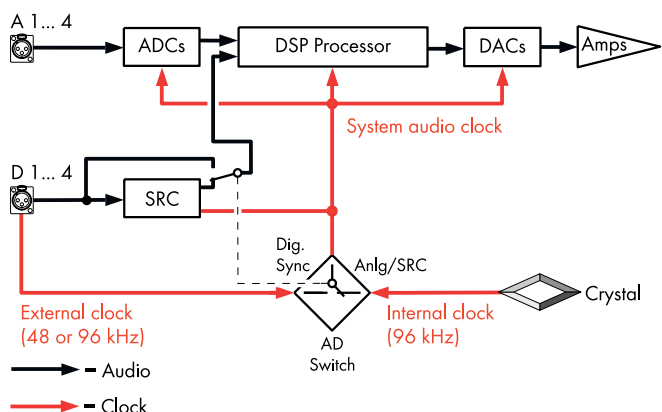 A 1... 4
ADCs
DSP Processor
DACs
Amps
System audio clock
D 1... 4
SRC
Dig.
Sync
Anlg/SRC
External clock
(48 or 96 kHz)
Internal clock
(96 kHz)
Crystal
AD
Switch
– Audio
– Clock